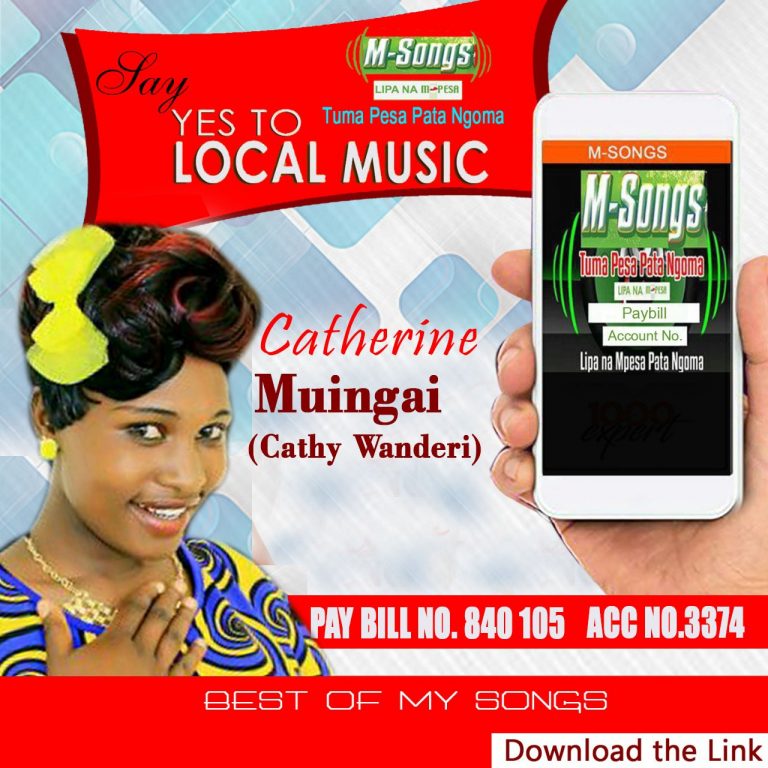 Say
YES TO
LOCAL MUSIC
M-Songs
LIPA NA M-PESA
Tuma Pesa Pata Ngoma
M-SONGS
M-Songs
Tuma Pesa Pata Ngoma
LIPA NA M-PESA
Paybill
Account No.
Lipa na Mpesa Pata Ngoma
1000
expert
Catherine
Muingai
(Cathy Wanderi)
PAY BILL NO. 840 105 ACC NO.3374
BEST OF MY SONGS
Download the Link